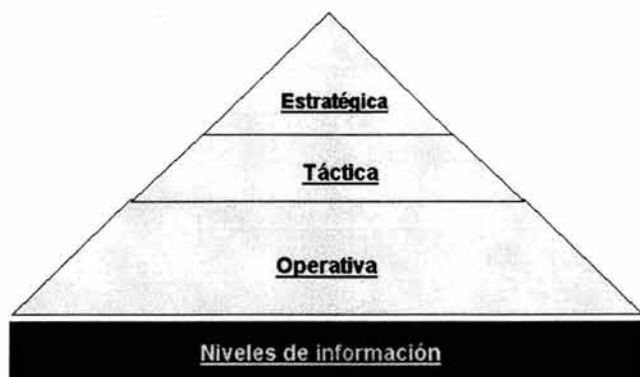 Estratégica
Táctica
Operativa
Niveles de información